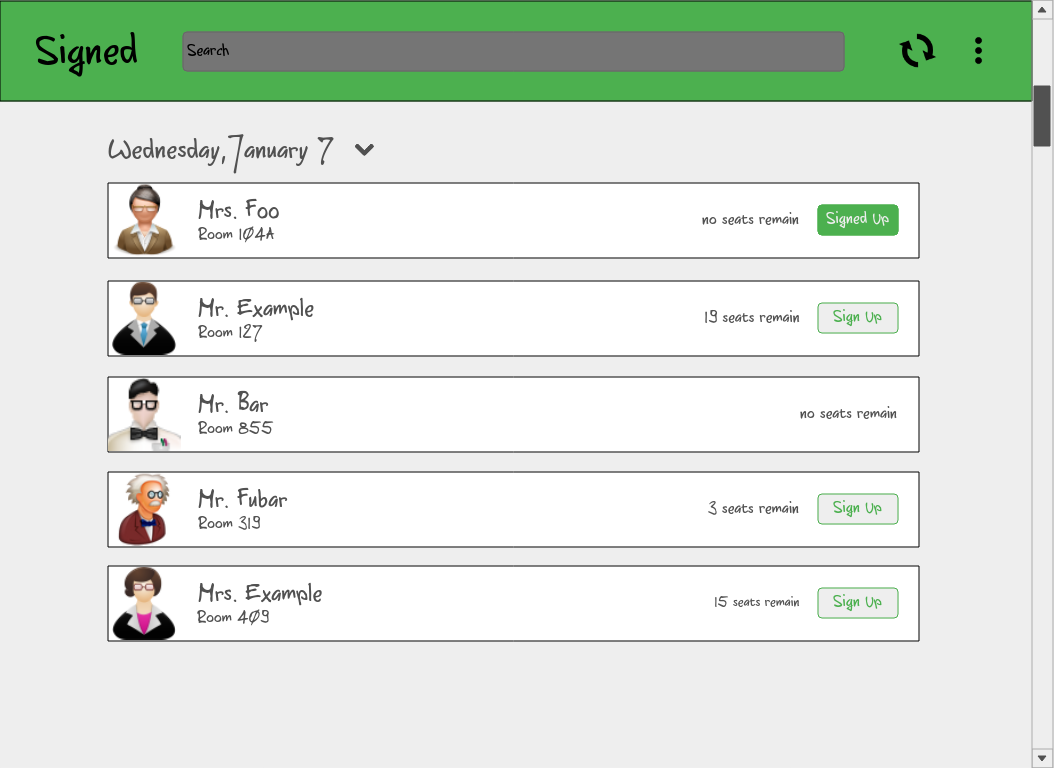 Signed
Search
Wednesday, January 7
Mrs. Foo
Room 104A
no seats remain
Signed Up
Mr. Example
Room 127
19 seats remain
Sign Up
Mr. Bar
Room 855
no seats remain
Mr. Fubar
Room 319
3 seats remain
Sign Up
Mrs. Example
Room 409
15 seats remain
Sign Up